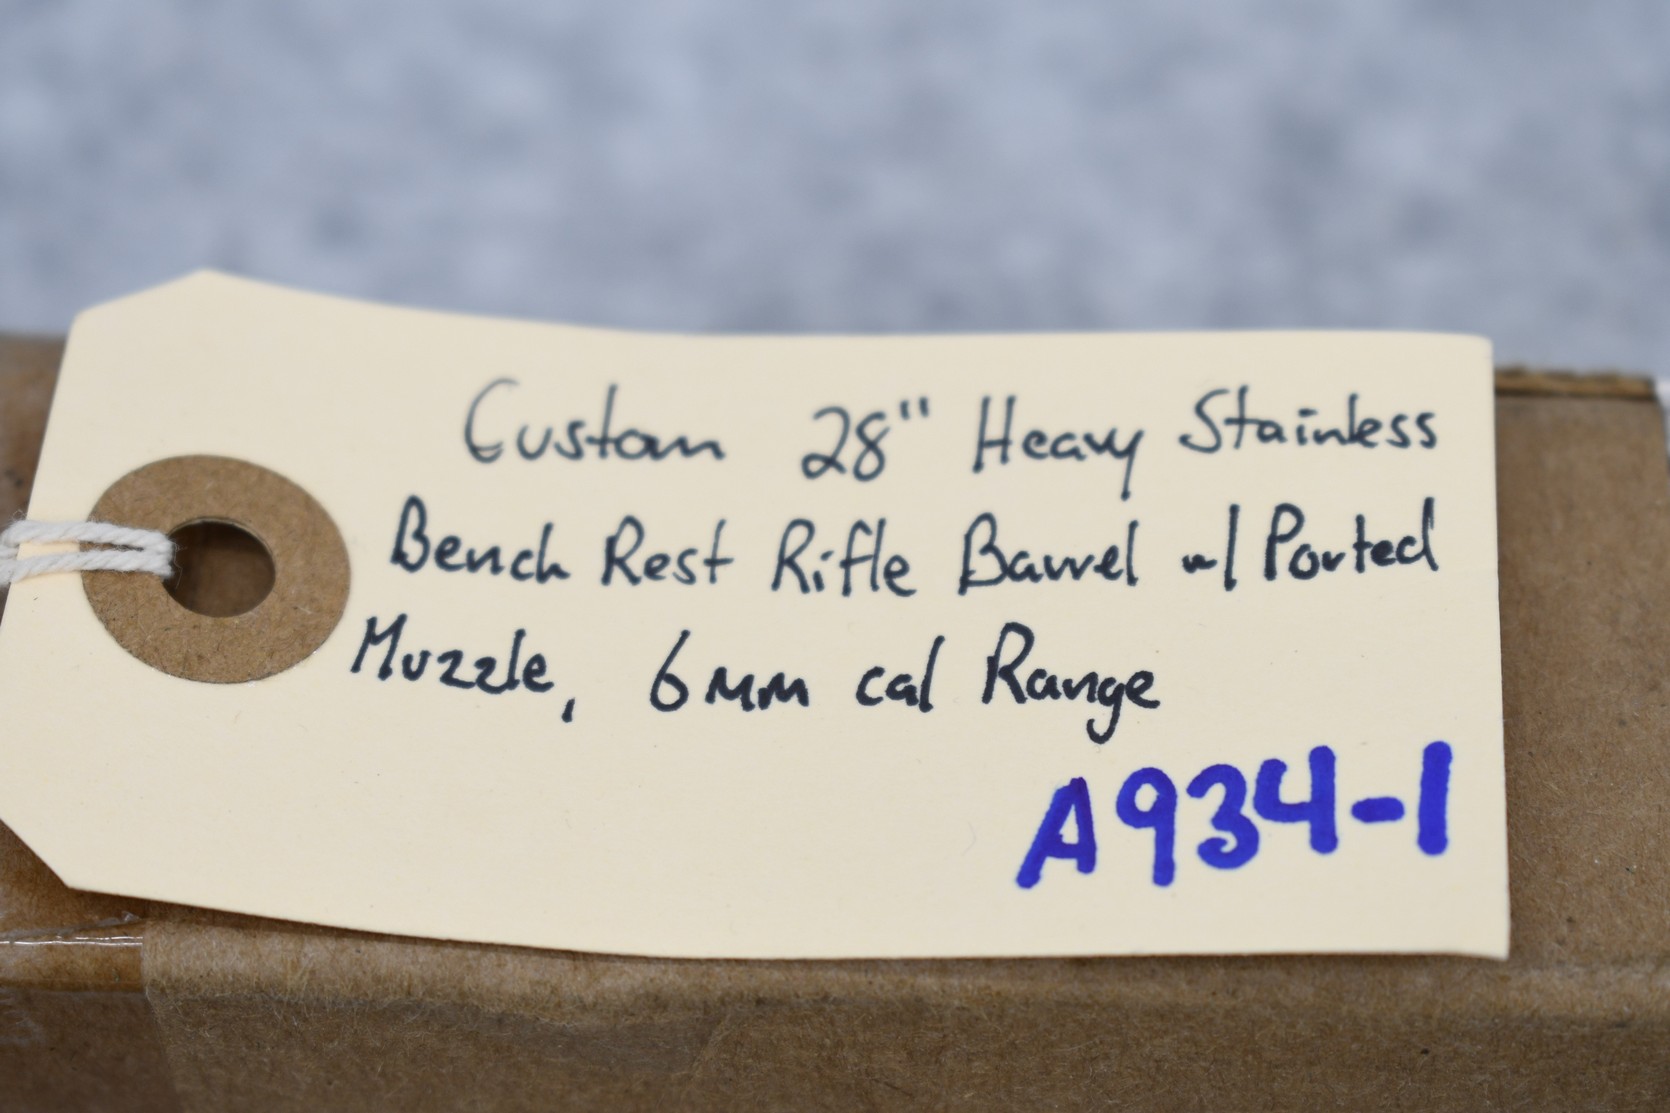 Custom 28" Heavy Stainless
Bench Rest Rifle Barrel w/ Ported
Muzzle, 6mm cal Range
A934-1